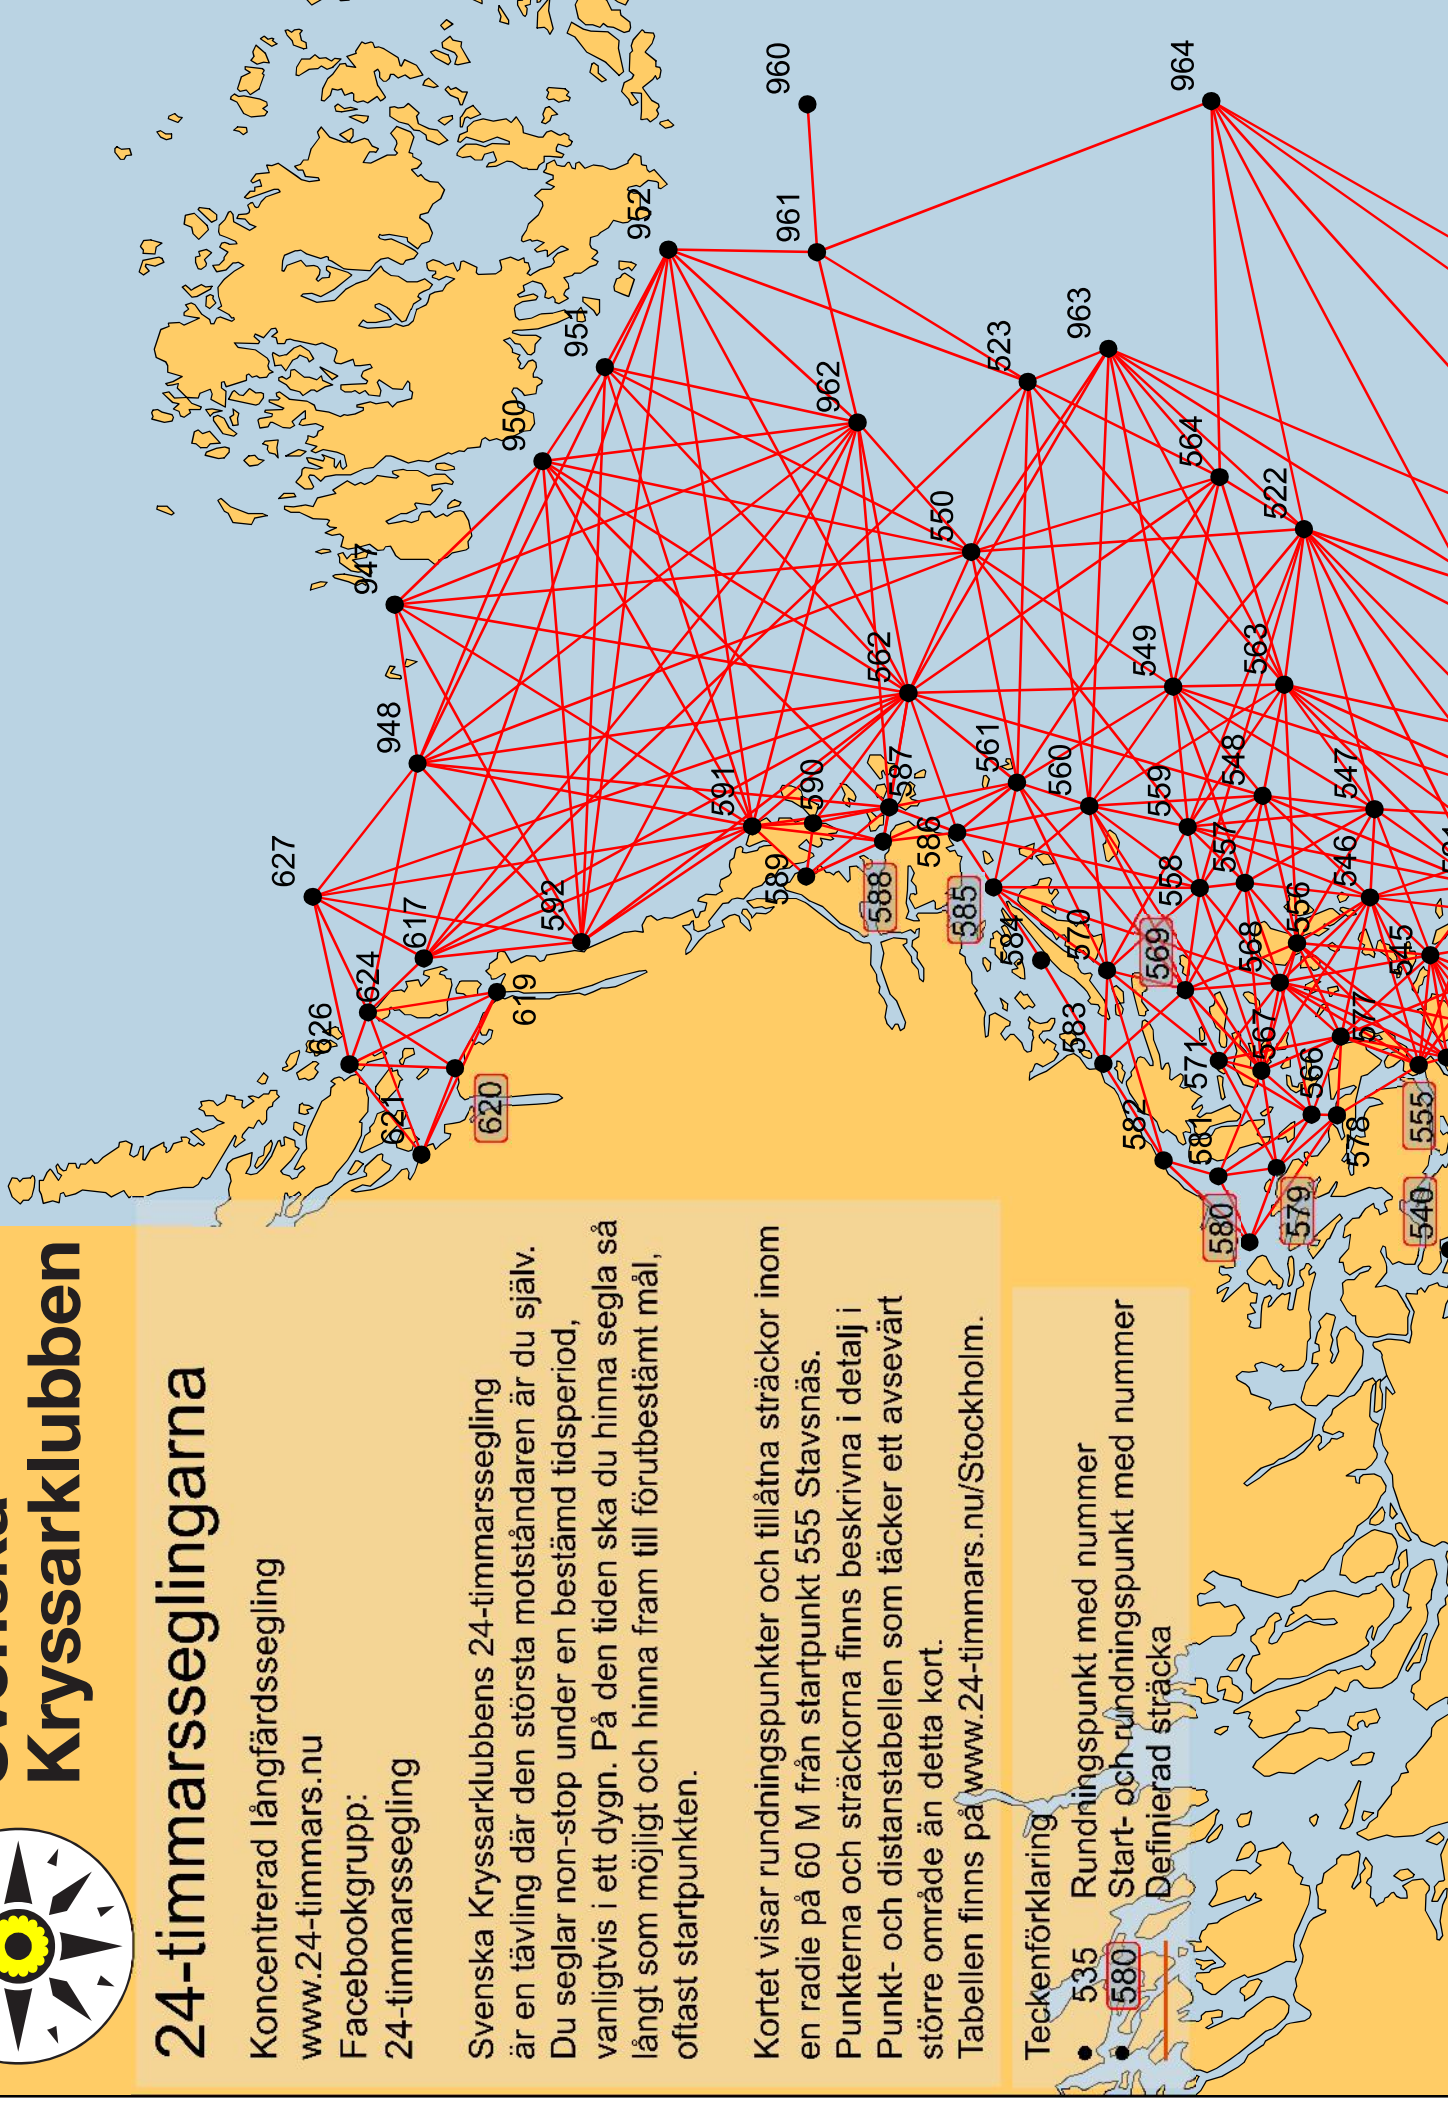 Kryssarklubben
24-timmarsseglingarna
Koncentrerad långfärdssegling
www.24-timmars.nu
Facebookgrupp:
24-timmarssegling
Svenska Kryssarklubbens 24-timmarssegling
är en tävling där den största motståndaren är du själv.
Du seglar non-stop under en bestämd tidsperiod,
vanligtvis i ett dygn. På den tiden ska du hinna segla så
långt som möjligt och hinna fram till förutbestämt mål,
oftast startpunkten.
Kortet visar rundningspunkter och tillåtna sträckor inom
en radie på 60 M från startpunkt 555 Stavsnäs.
Punkterna och sträckorna finns beskrivna i detalj i
Punkt- och distanstabellen som täcker ett avsevärt
större område än detta kort.
Tabellen finns på www.24-timmars.nu/Stockholm.
Teckenförklaring
535 Rundningspunkt med nummer
580 Start- och rundningspunkt med nummer
Definierad sträcka
627
626
624
617
621
620
619
592
948
947
950
951
952
960
961
962
964
963
523
564
522
550
562
549
563
591
590
589
588
587
586
585
561
560
559
548
547
584
570
569
558
557
556
546
568
545
583
571
567
566
577
582
581
578
555
580
579
540